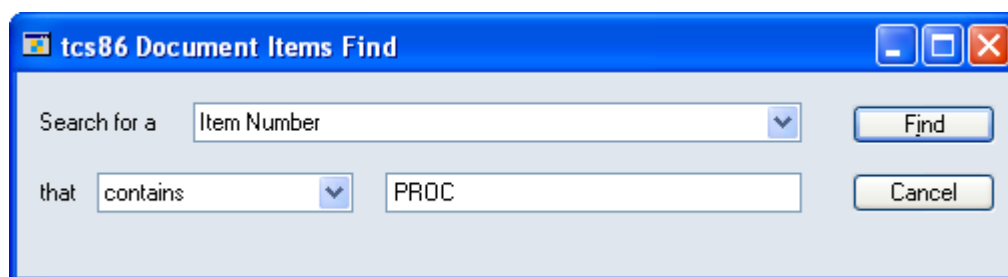 tcs86 Document Items Find
Search for a Item Number Find
that contains PROC Cancel